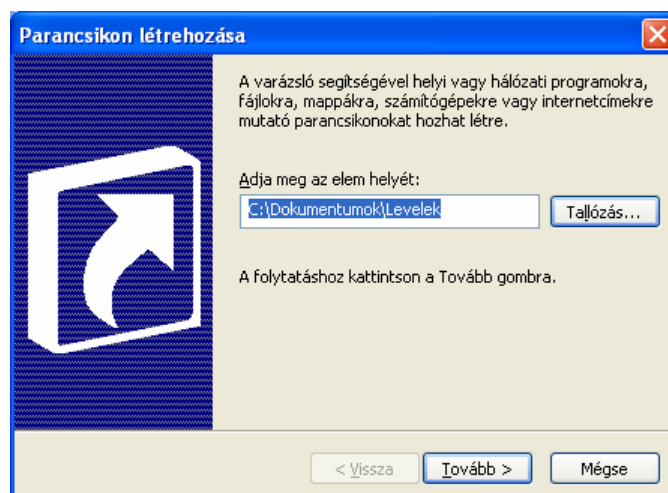 Parancsikon létrehozása
A varázsló segítségével helyi vagy hálózati programokra,
fájlokra, mappákra, számítógépekre vagy internetcímekre
mutató parancsikonokat hozhat létre.
Adja meg az elem helyét:
C:\Dokumentumok\Levelek
Tallózás...
A folytatáshoz kattintson a Tovább gombra.
< Vissza
Tovább >
Mégse